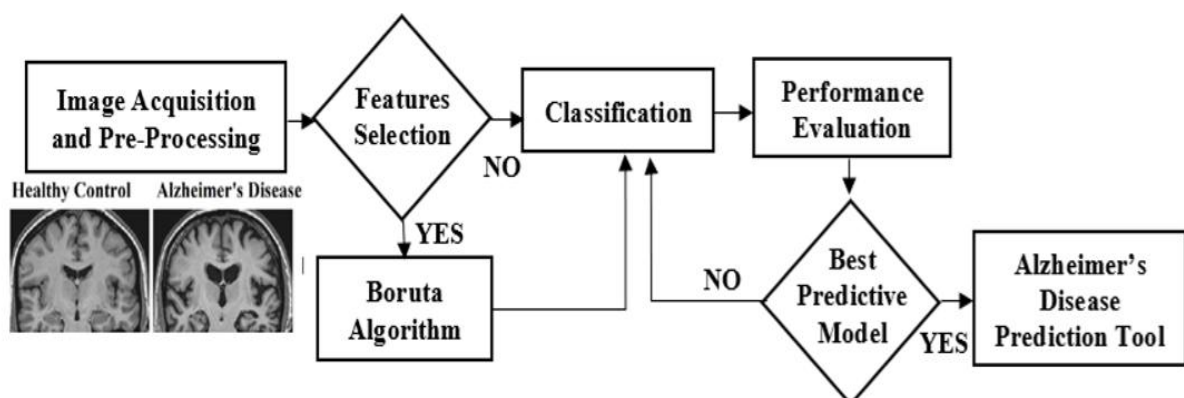 Image Acquisition
and Pre-Processing
Healthy Control
Alzheimer's Disease
Features
Selection
NO
YES
Boruta
Algorithm
Classification
Performance
Evaluation
Best
Predictive
Model
NO
YES
Alzheimer’s
Disease
Prediction Tool